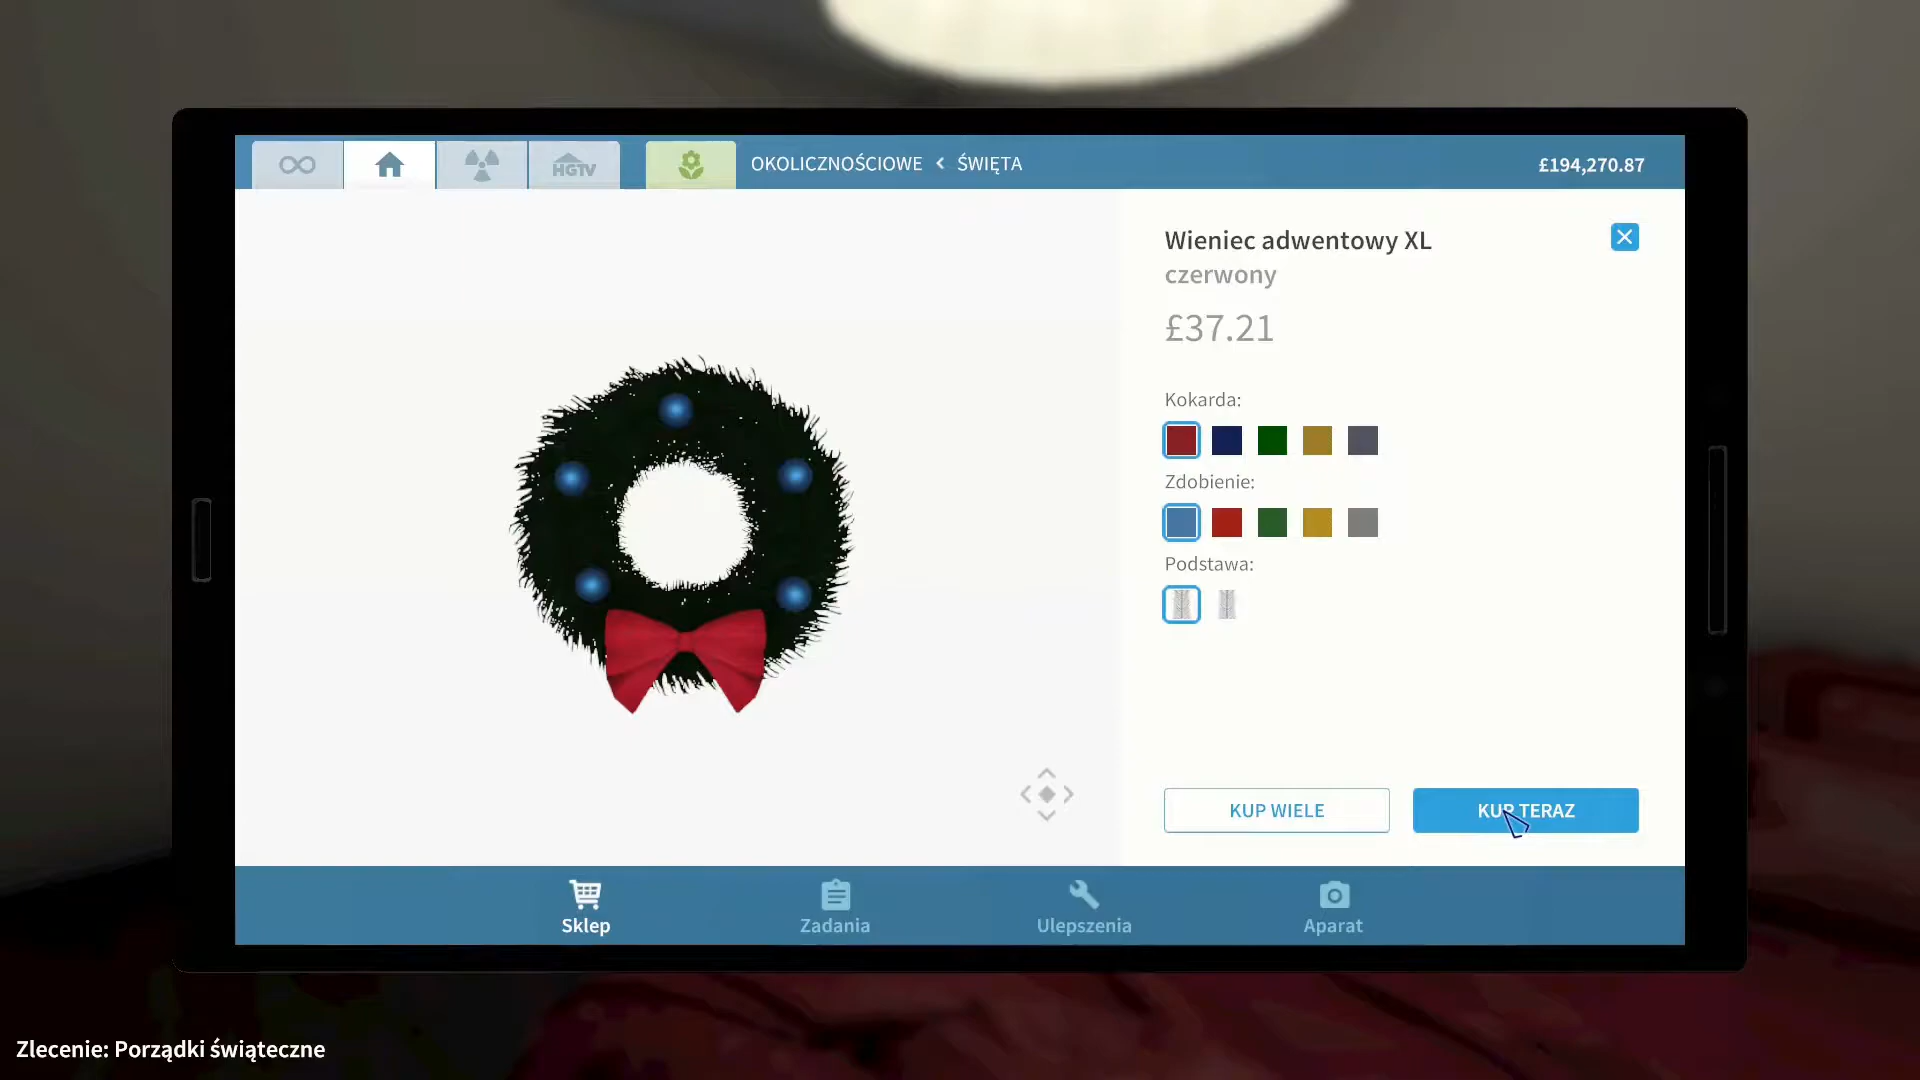 HGTV
OKOLICZNOŚCIOWE < ŚWIĘTA
£194,270.87
Wieniec adwentowy XL
czerwony
£37.21
Kokarda:
Zdobienie:
Podstawa:
KUP WIELE
KUP TERAZ
Sklep
Zadania
Ulepszenia
Aparat
Zlecenie: Porządki świąteczne